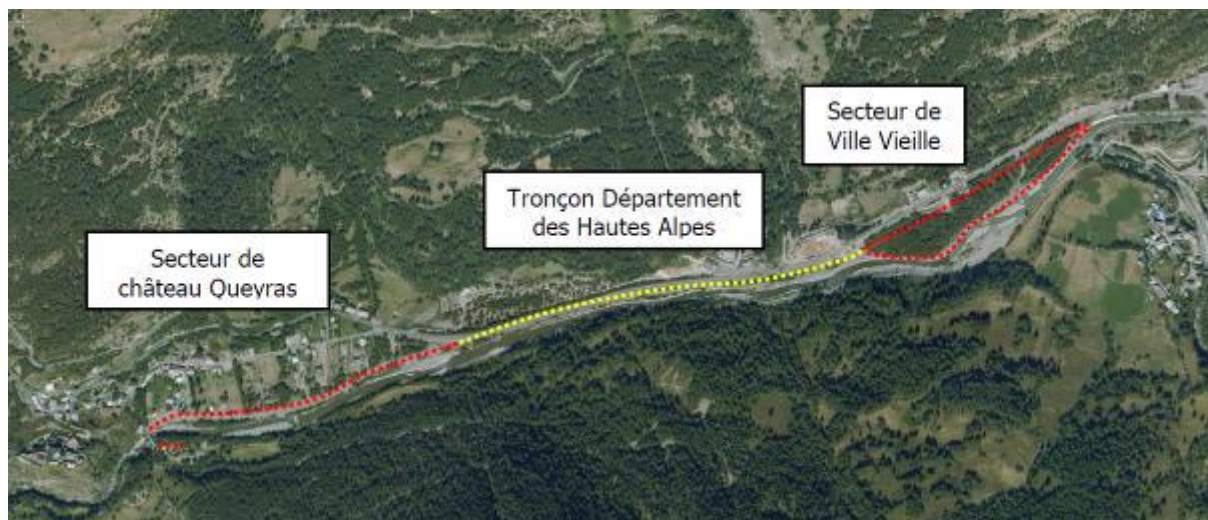 Secteur de
château Queyras
Tronçon Département
des Hautes Alpes
Secteur de
Ville Vieille